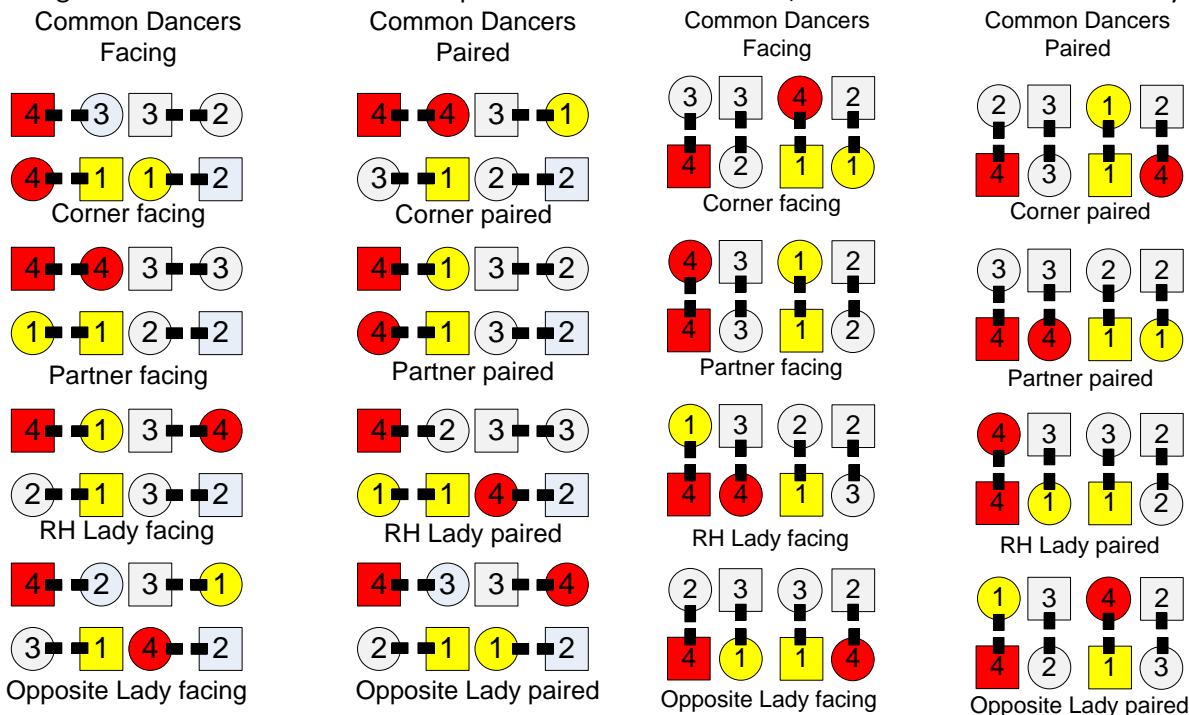 Common Dancers
Facing
4 3 3 2
4 1 1 2
Corner facing
4 4 3 3
1 1 2 2
Partner facing
4 1 3 4
2 1 3 2
RH Lady facing
4 2 3 1
3 1 4 2
Opposite Lady facing
Common Dancers
Paired
4 4 3 1
3 1 2 2
Corner paired
4 1 3 2
4 1 3 2
Partner paired
4 2 3 3
1 1 4 2
RH Lady paired
4 3 3 4
2 1 1 2
Opposite Lady paired
Common Dancers
Facing
3 3 4 2
4 2 1 1
Corner facing
4 3 1 2
4 3 1 2
Partner facing
1 3 2 2
4 4 1 3
RH Lady facing
2 3 3 2
4 1 1 4
Opposite Lady facing
Common Dancers
Paired
2 3 1 2
4 3 1 4
Corner paired
3 3 2 2
4 4 1 1
Partner paired
4 3 3 2
4 1 1 2
RH Lady paired
1 3 4 2
4 2 1 3
Opposite Lady paired